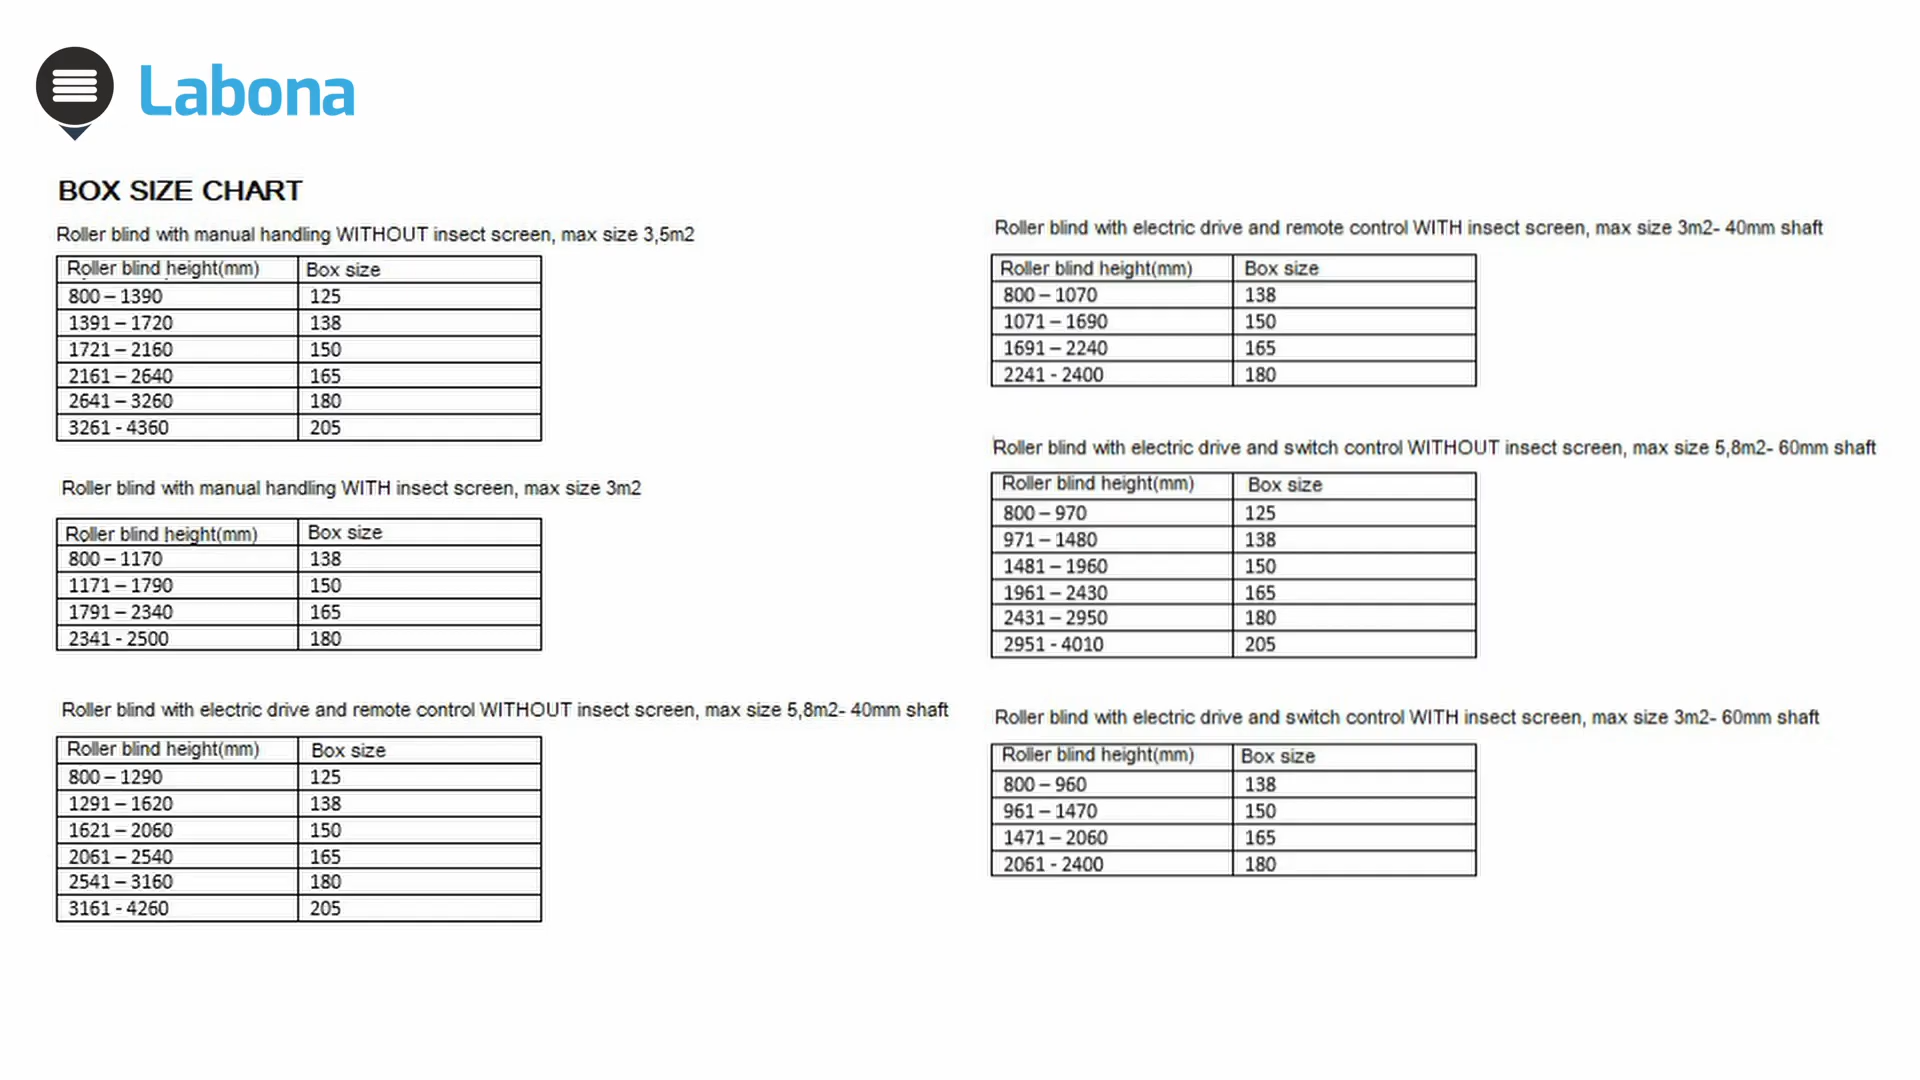 Labona
BOX SIZE CHART
Roller blind with manual handling WITHOUT insect screen, max size 3,5m2
Roller blind height(mm) Box size
800 – 1390 125
1391 – 1720 138
1721 – 2160 150
2161 – 2640 165
2641 – 3260 180
3261 - 4360 205
Roller blind with manual handling WITH insect screen, max size 3m2
Roller blind height(mm) Box size
800 – 1170 138
1171 – 1790 150
1791 – 2340 165
2341 - 2500 180
Roller blind with electric drive and remote control WITHOUT insect screen, max size 5,8m2- 40mm shaft
Roller blind height(mm) Box size
800 – 1290 125
1291 – 1620 138
1621 – 2060 150
2061 – 2540 165
2541 – 3160 180
3161 - 4260 205
Roller blind with electric drive and remote control WITH insect screen, max size 3m2- 40mm shaft
Roller blind height(mm) Box size
800 – 1070 138
1071 – 1690 150
1691 – 2240 165
2241 - 2400 180
Roller blind with electric drive and switch control WITHOUT insect screen, max size 5,8m2- 60mm shaft
Roller blind height(mm) Box size
800 – 970 125
971 – 1480 138
1481 – 1960 150
1961 – 2430 165
2431 – 2950 180
2951 - 4010 205
Roller blind with electric drive and switch control WITH insect screen, max size 3m2- 60mm shaft
Roller blind height(mm) Box size
800 – 960 138
961 – 1470 150
1471 – 2060 165
2061 - 2400 180